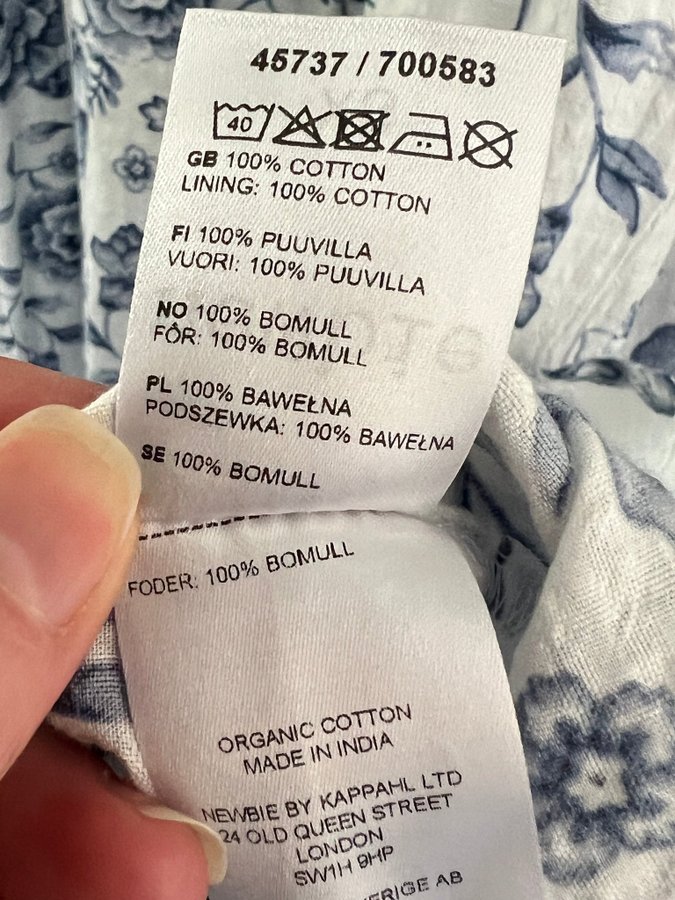 45737 / 700583
40
GB 100% COTTON
LINING: 100% COTTON
FI 100% PUUVILLA
VUORI: 100% PUUVILLA
NO 100% BOMULL
FÔR: 100% BOMULL
PL 100% BAWEŁNA
PODSZEWKA: 100% BAWEŁNA
SE 100% BOMULL
FODER: 100% BOMULL
ORGANIC COTTON
MADE IN INDIA
NEWBIE BY KAPPAHL LTD
24 OLD QUEEN STREET
LONDON
SW1H 9HP
AB